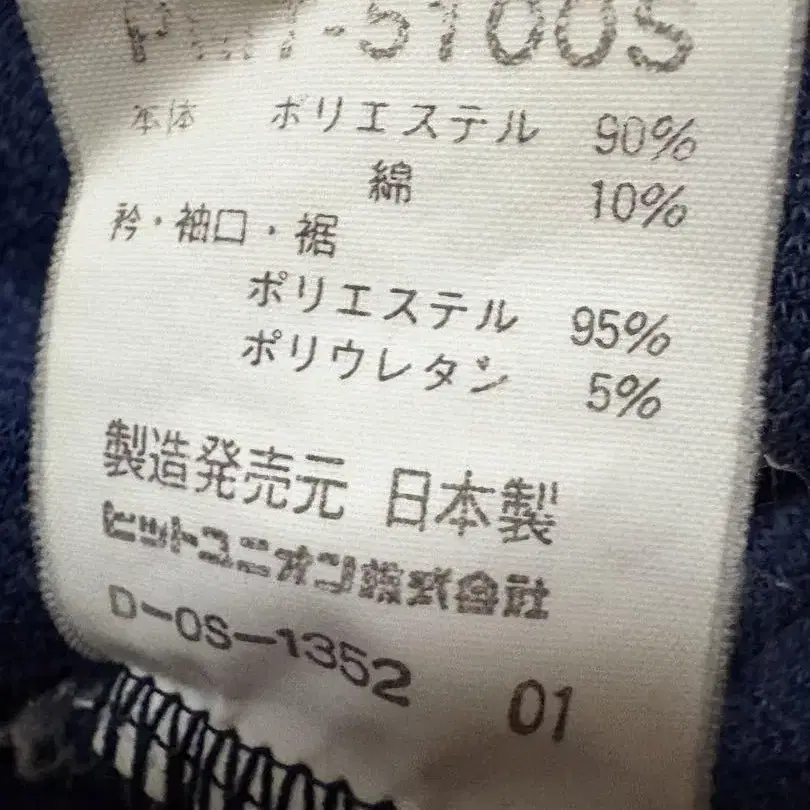 本体 ポリエステル 90%
綿 10%
衿・袖口・裾
ポリエステル 95%
ポリウレタン 5%
製造発売元 日本製
ヒットユニオン株式会社
D-OS-1352 01